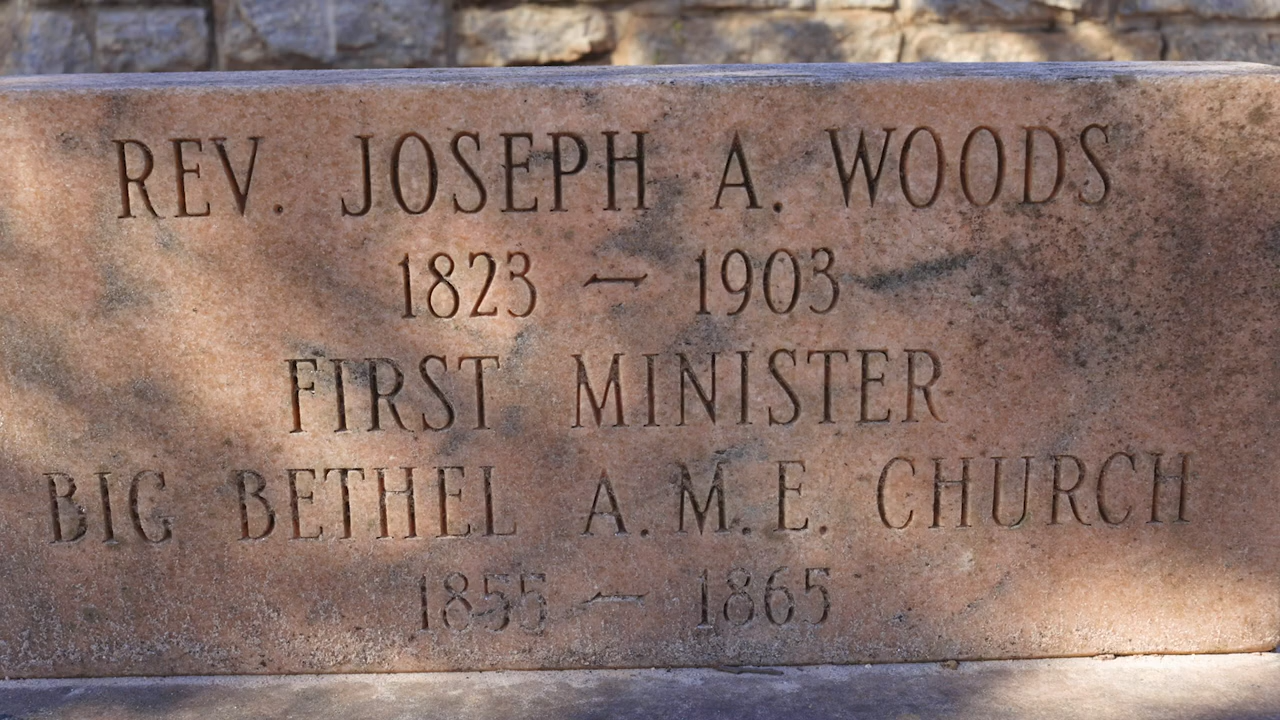 REV. JOSEPH A. WOODS
1823 – 1903
FIRST MINISTER
BIG BETHEL A.M.E. CHURCH
1855 – 1865